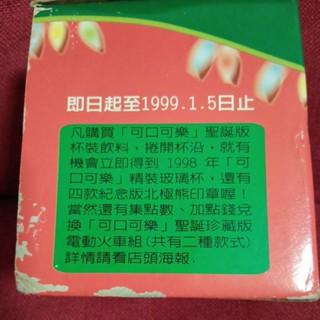 即日起至1999.1.5日止
凡購買「可口可樂」聖誕版
杯裝飲料，捲開杯沿，就有
機會立即得到 1998 年「可
口可樂」精裝玻璃杯，還有
四款紀念版北極熊印章喔！
當然還有集點數、加點錢兌
換「可口可樂」聖誕珍藏版
電動火車組(共有二種款式)
詳情請看店頭海報.